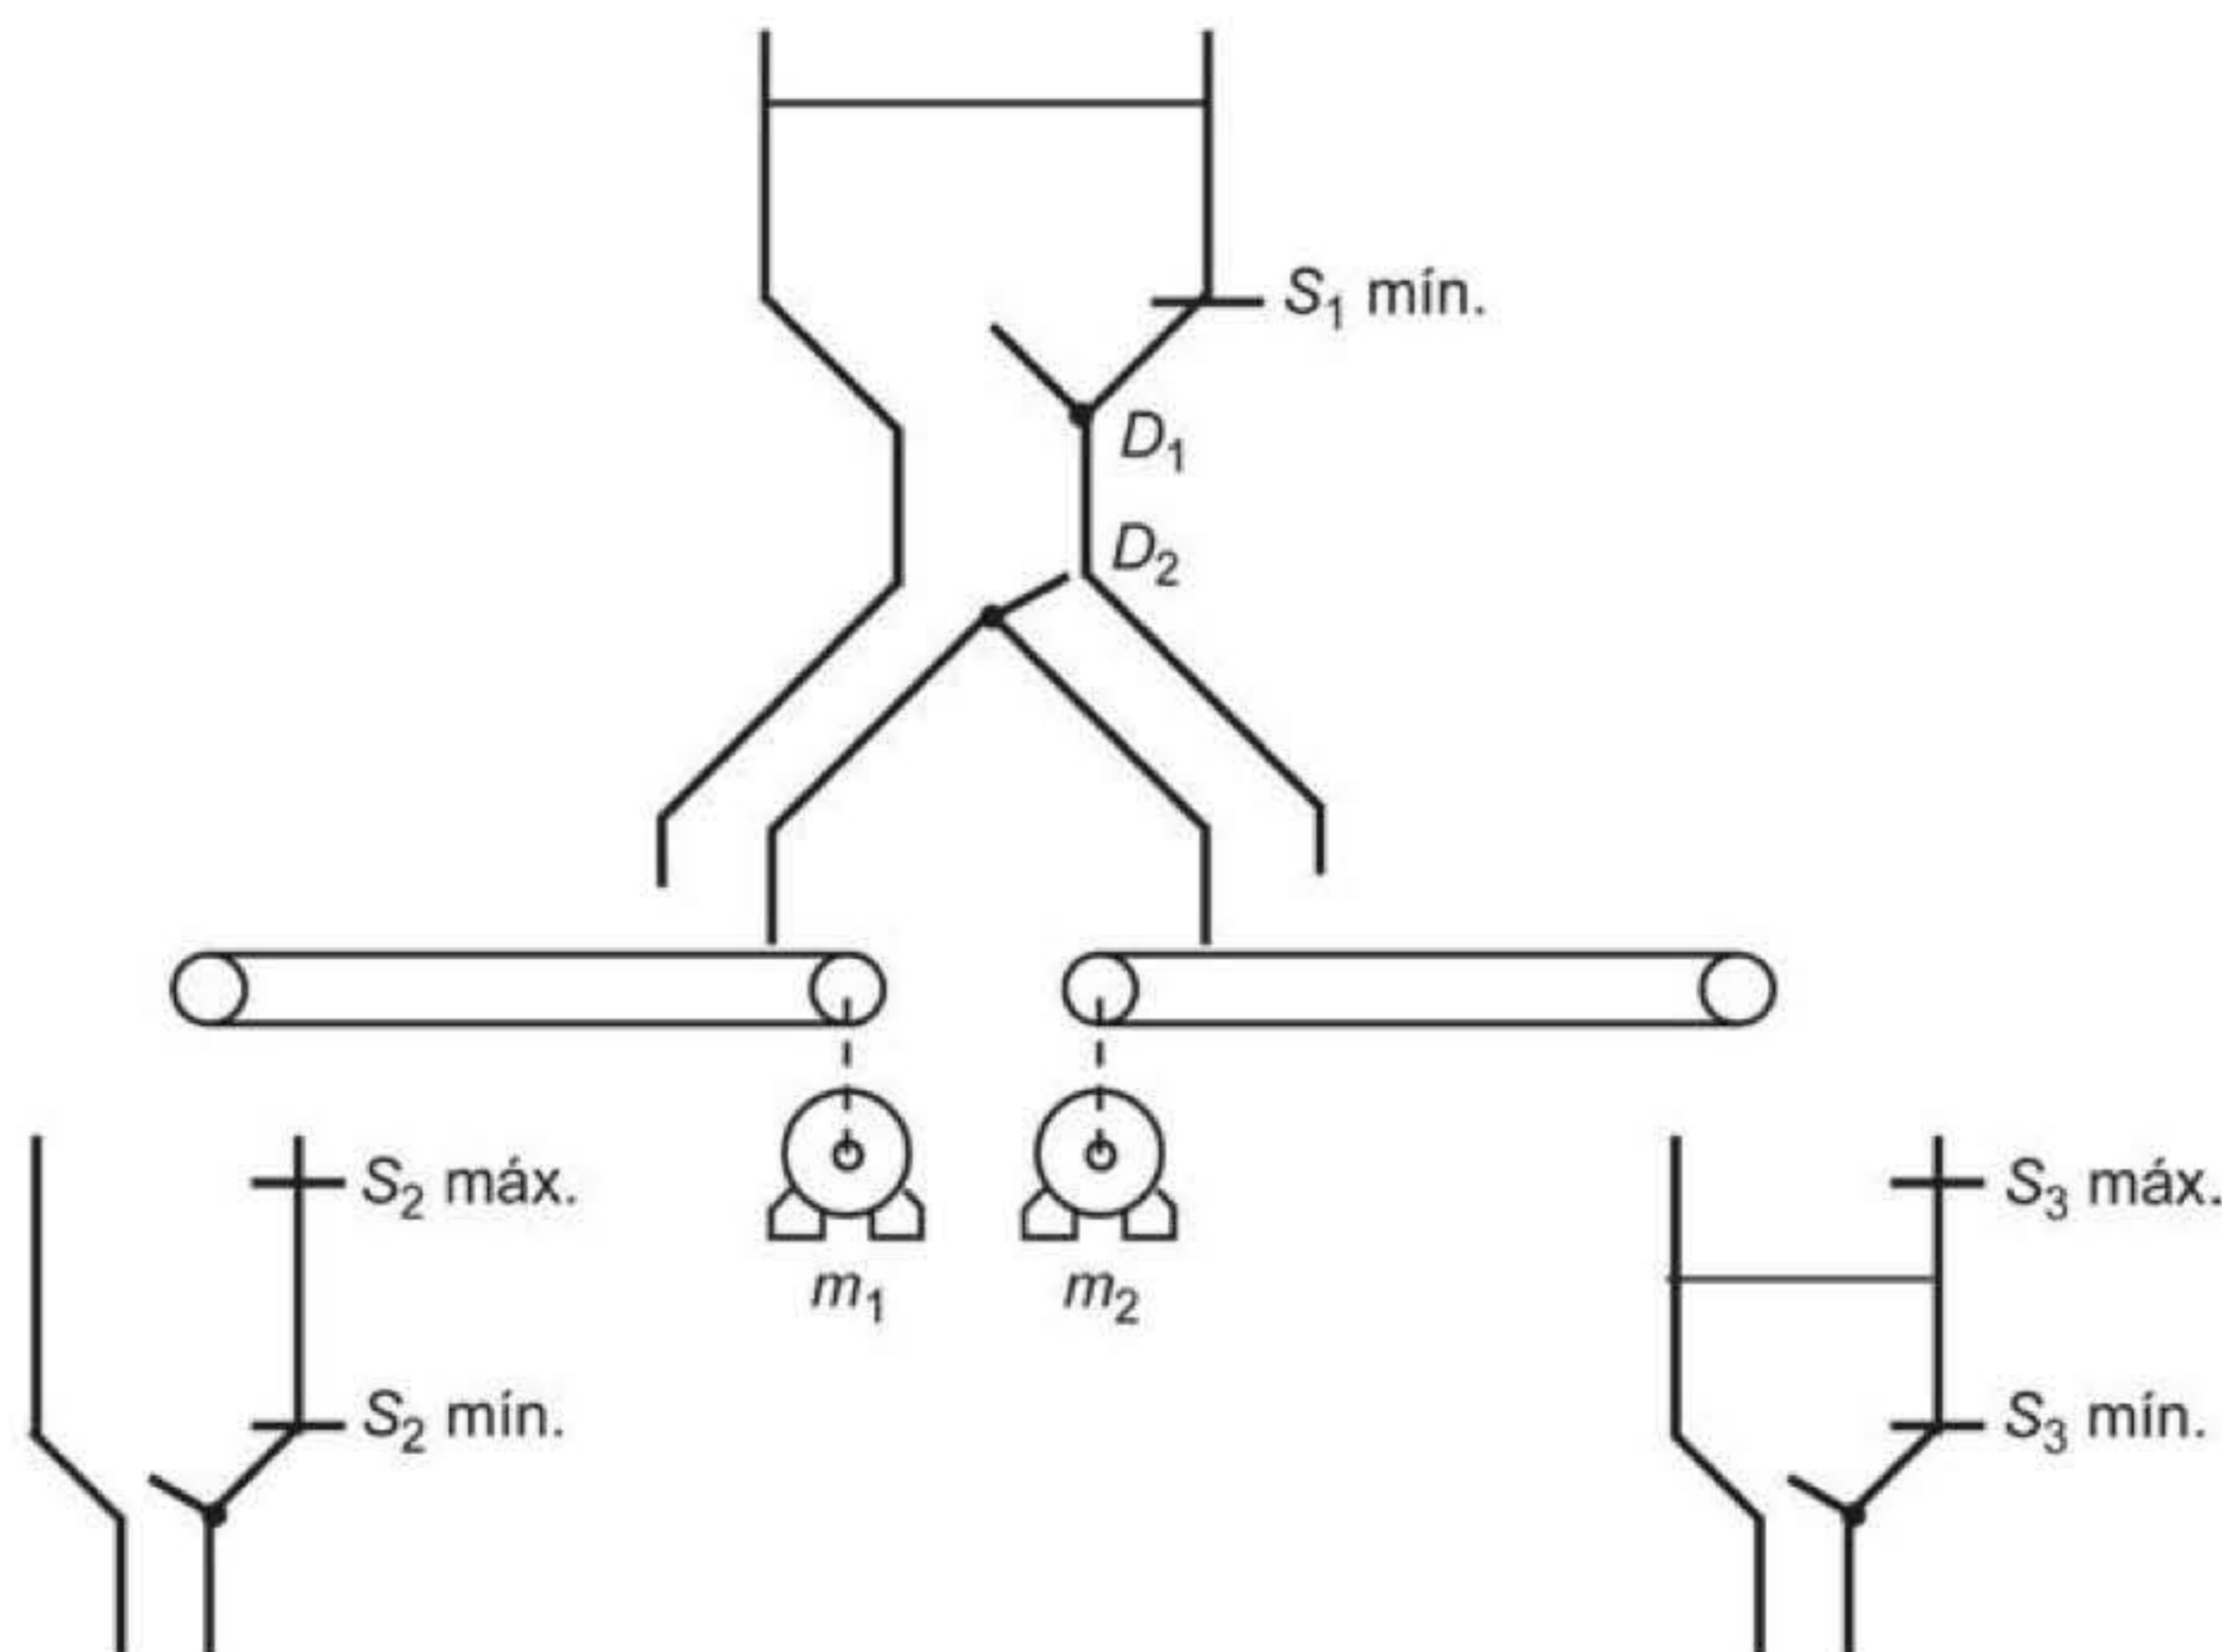 S₁ mín.
D₁
D₂
S₂ máx.
S₃ máx.
m₁
m₂
S₂ mín.
S₃ mín.